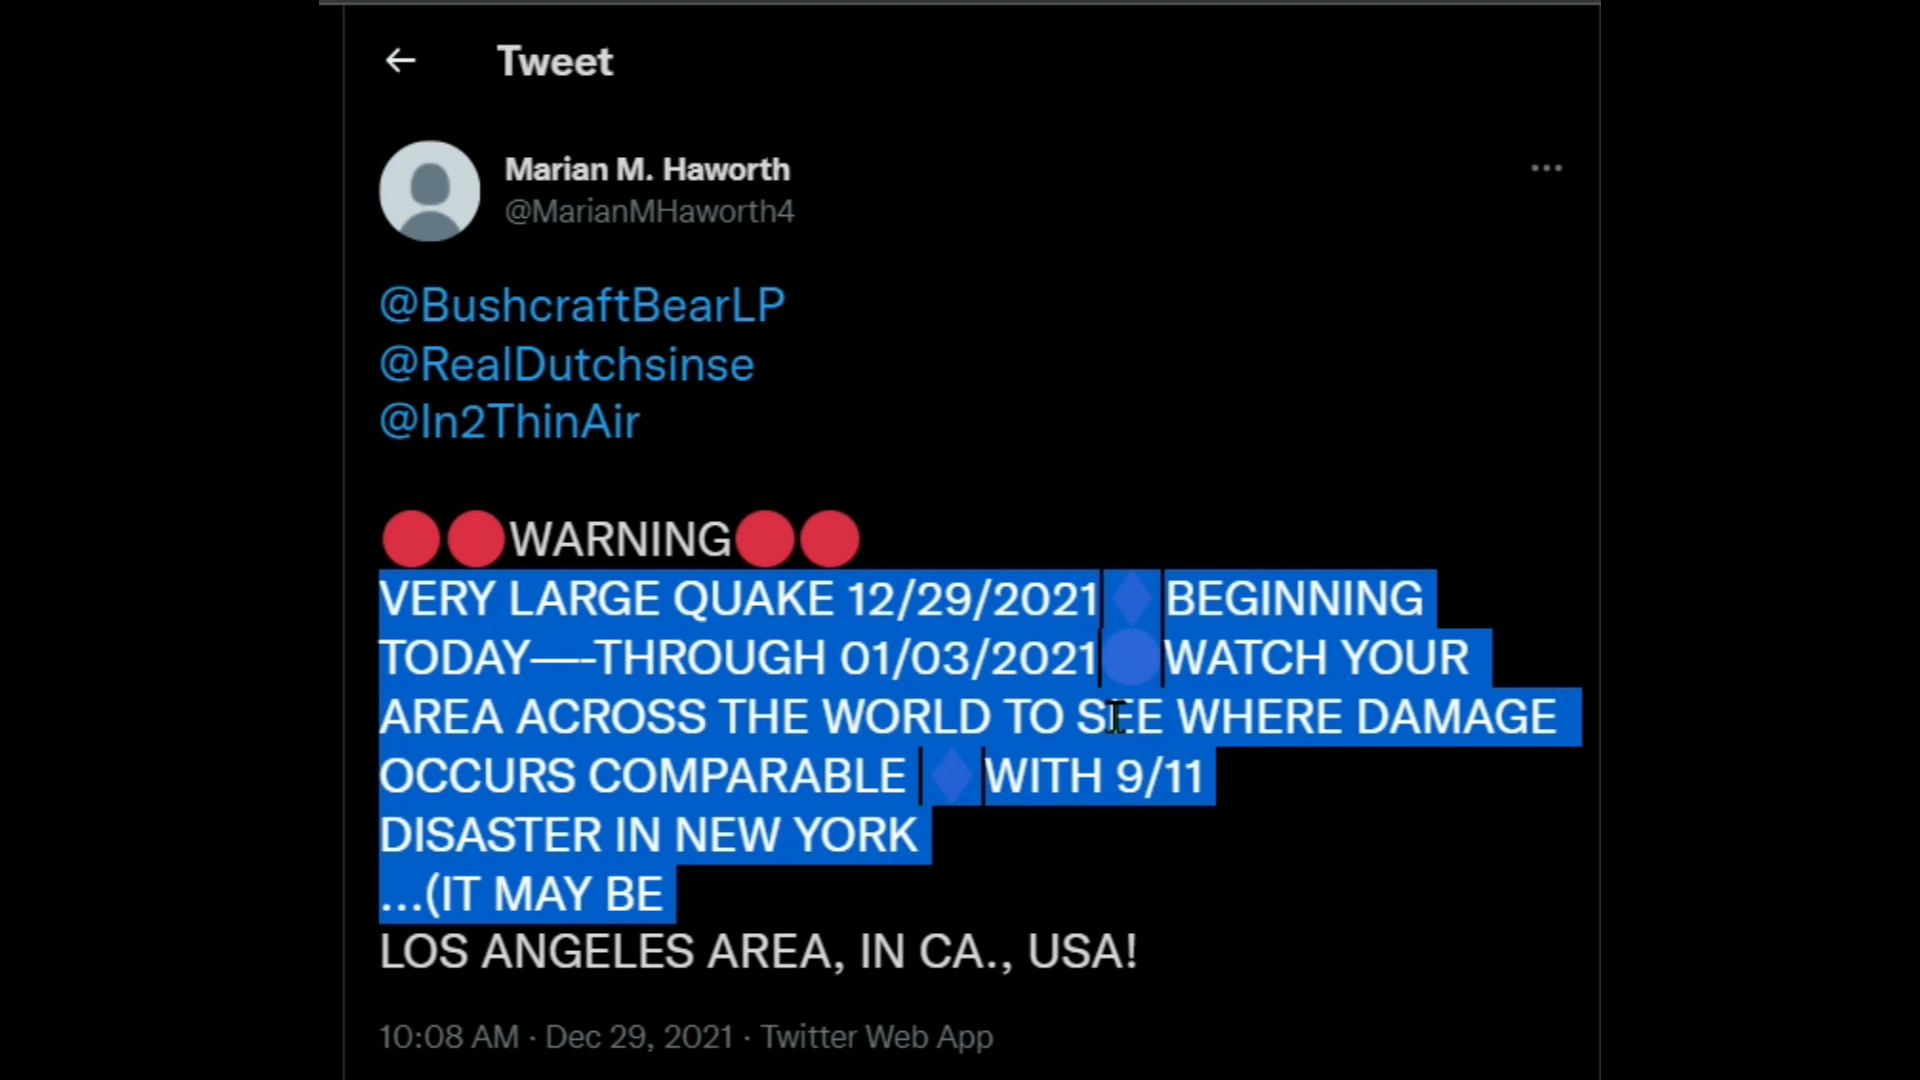 Tweet
Marian M. Haworth
@MarianMHaworth4
@BushcraftBearLP
@RealDutchsinse
@In2ThinAir
🔴🔴WARNING🔴🔴
VERY LARGE QUAKE 12/29/2021♦️BEGINNING
TODAY—-THROUGH 01/03/2021🔴WATCH YOUR
AREA ACROSS THE WORLD TO SEE WHERE DAMAGE
OCCURS COMPARABLE ♦️WITH 9/11
DISASTER IN NEW YORK
...(IT MAY BE
LOS ANGELES AREA, IN CA., USA!
10:08 AM · Dec 29, 2021 · Twitter Web App